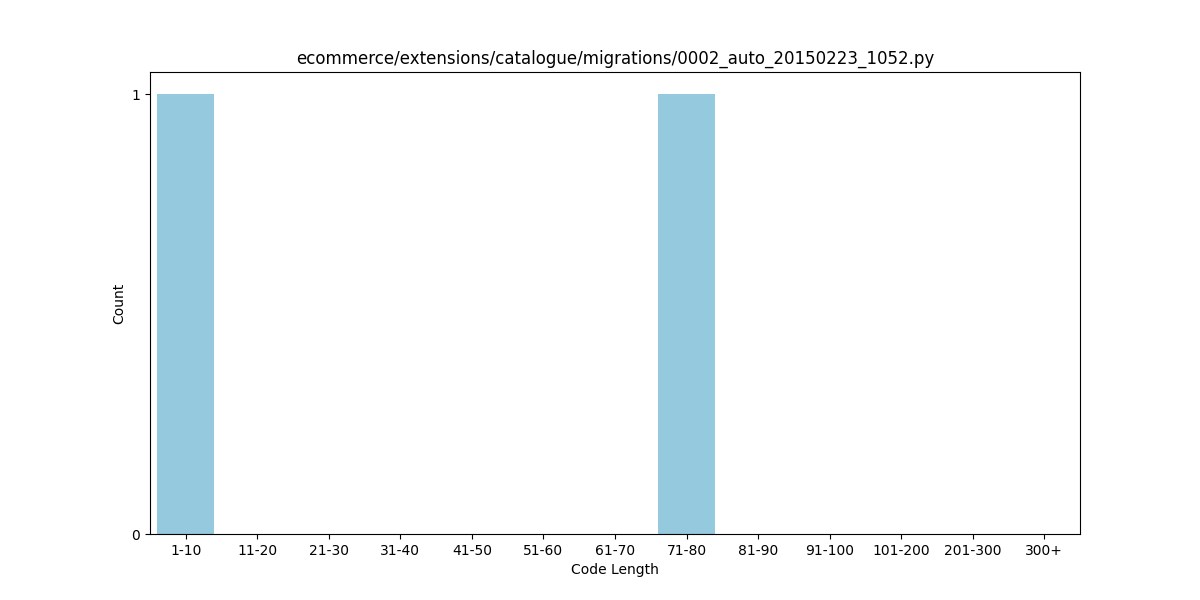 ecommerce/extensions/catalogue/migrations/0002_auto_20150223_1052.py
1
Count
0
1-10 11-20 21-30 31-40 41-50 51-60 61-70 71-80 81-90 91-100 101-200 201-300 300+
Code Length